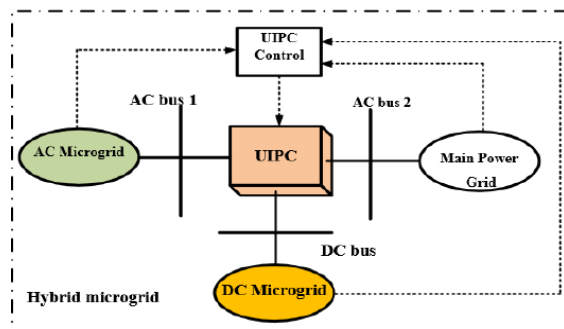 UIPC
Control
AC bus 1
AC bus 2
AC Microgrid
UIPC
Main Power
Grid
DC bus
DC Microgrid
Hybrid microgrid